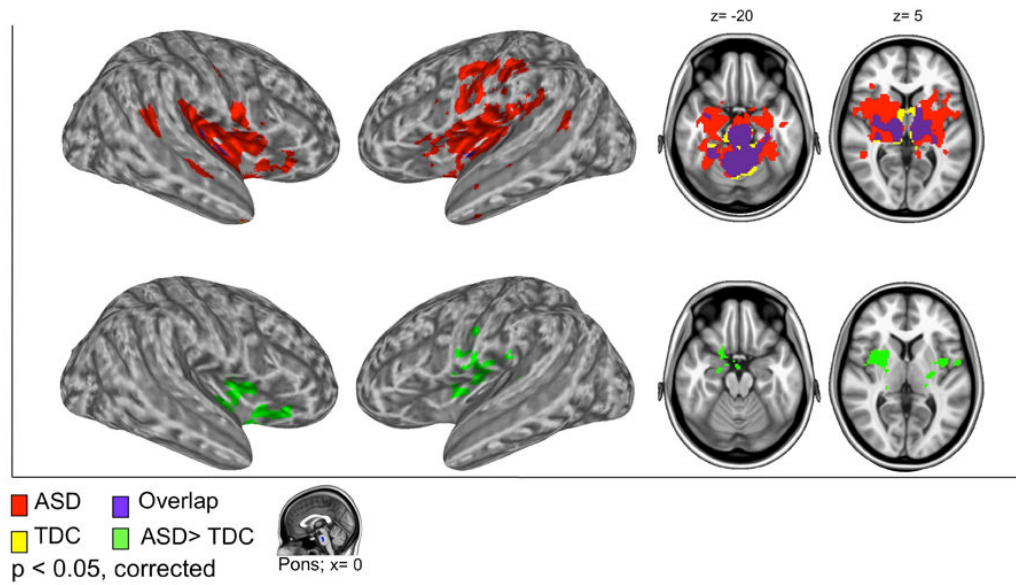 z= -20
z= 5
ASD
Overlap
TDC
ASD> TDC
p < 0.05, corrected
Pons; x= 0